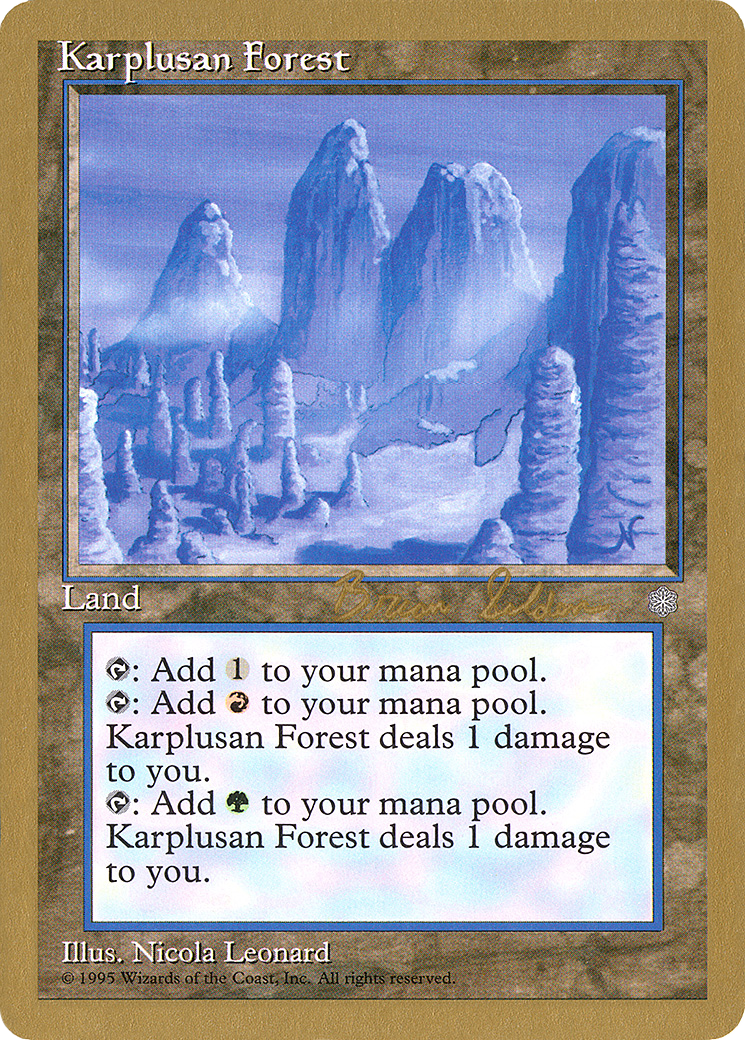 Karplusan Forest
N
Land
Brian Selden
: Add 1 to your mana pool.
: Add to your mana pool.
Karplusan Forest deals 1 damage
to you.
: Add to your mana pool.
Karplusan Forest deals 1 damage
to you.
Illus. Nicola Leonard
© 1995 Wizards of the Coast, Inc. All rights reserved.